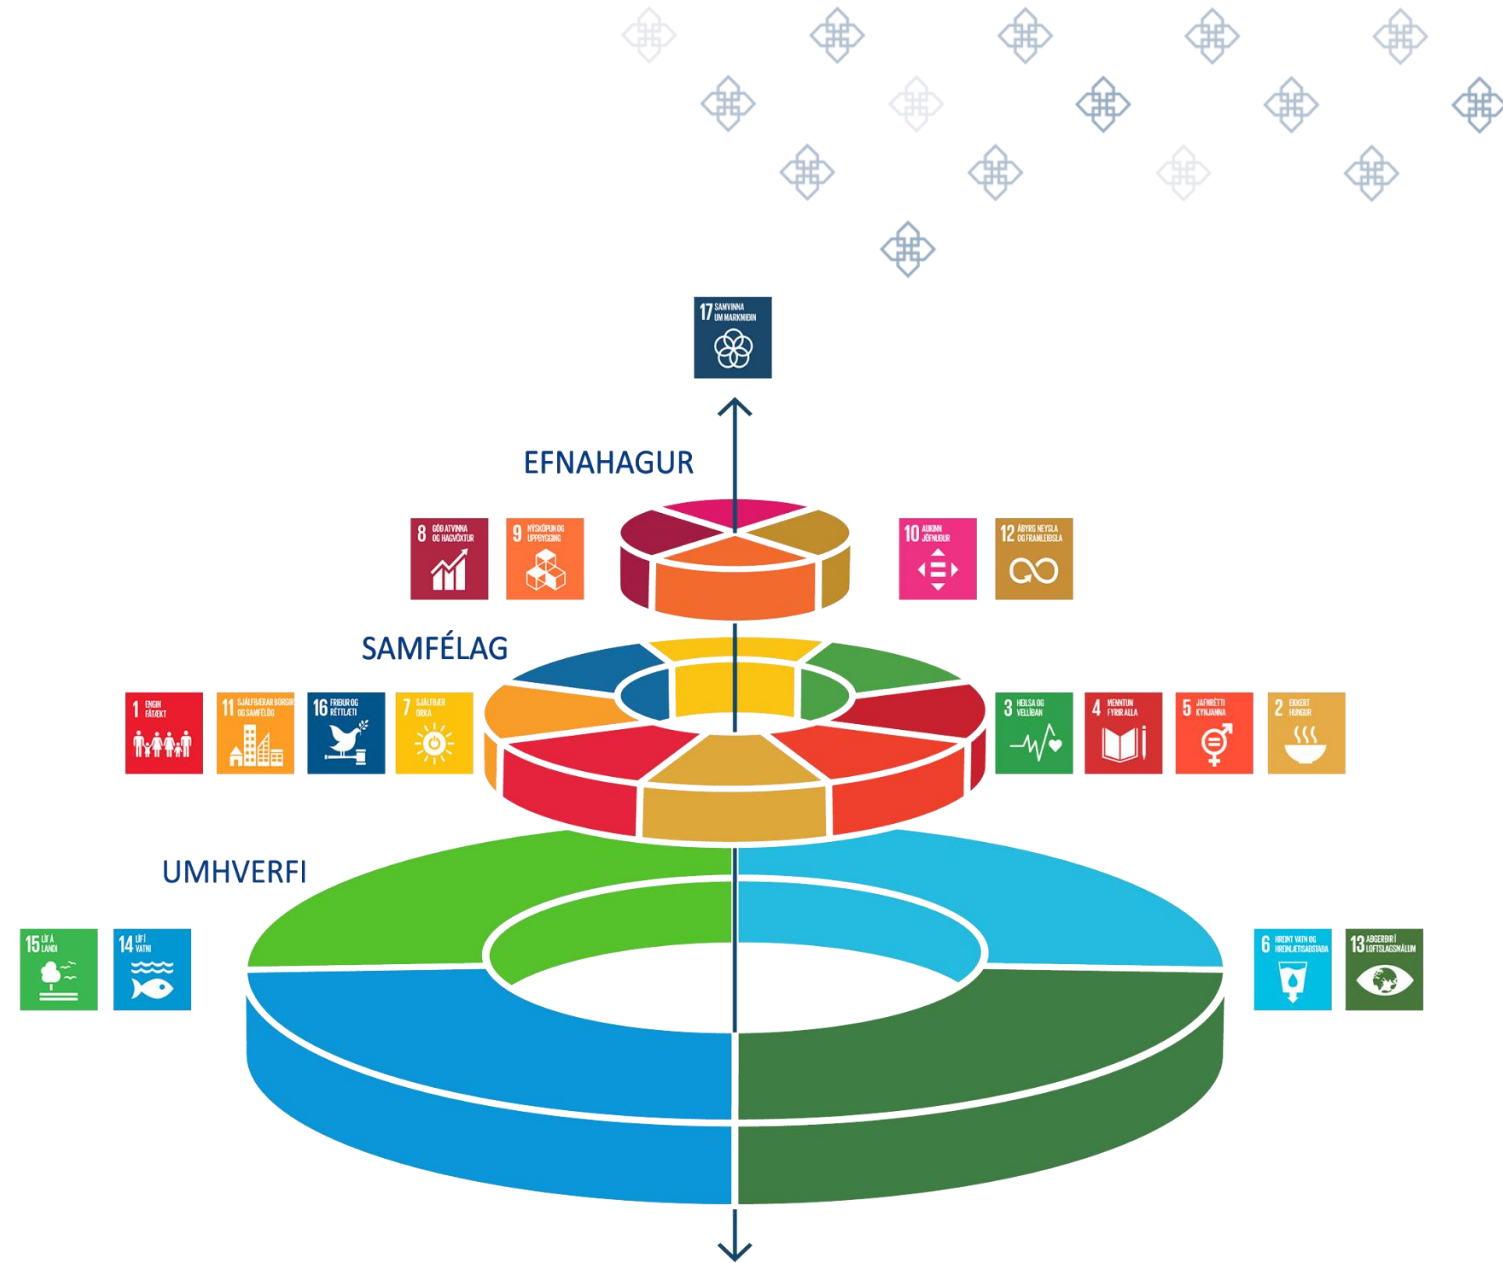 17 SAMVINNA
UM MARKMIÐIN
EFNAHAGUR
8 GÓÐ ATVINNA
OG HAGVÖXTUR
9 NÝSKÖPUN OG
UPPBYGGING
10 AUKINN
JÖFNUÐUR
12 ÁBYRG NEYSLA
OG FRAMLEIÐSLA
SAMFÉLAG
1 ENGIN
FÁTÆKT
11 SJÁLFBÆRAR BORGIR
OG SAMFÉLÖG
16 FRIÐUR OG
RÉTTLÆTI
7 SJÁLFBÆR
ORKA
3 HEILSA OG
VELLÍÐAN
4 MENNTUN
FYRIR ALLA
5 JAFNRÉTTI
KYNJANNA
2 EKKERT
HUNGUR
UMHVERFI
15 LÍF Á
LANDI
14 LÍF Í
VATNI
6 HREINT VATN OG
HREINLÆTISAÐSTAÐA
13 AÐGERÐIR Í
LOFTSLAGSMÁLUM